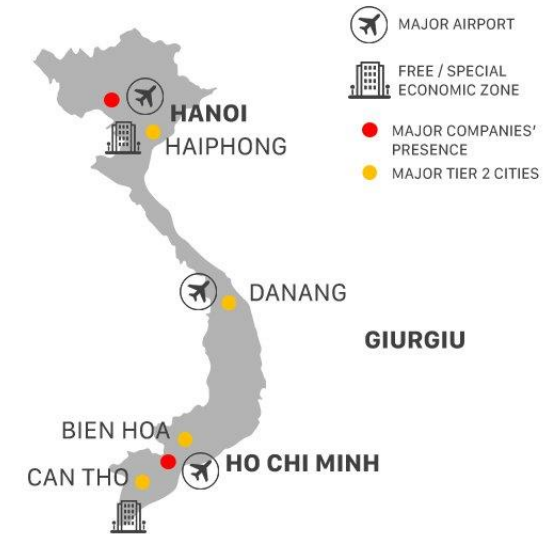 MAJOR AIRPORT
FREE / SPECIAL
ECONOMIC ZONE
MAJOR COMPANIES'
PRESENCE
MAJOR TIER 2 CITIES
HANOI
HAIPHONG
DANANG
GIURGIU
BIEN HOA
HO CHI MINH
CAN THO